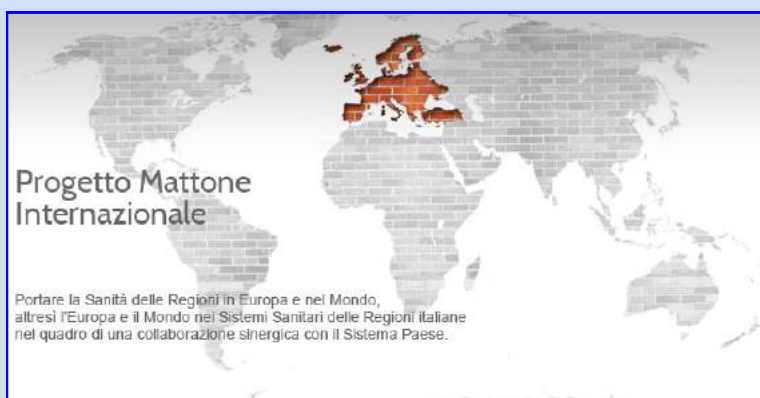 Progetto Mattone
Internazionale
Portare la Sanità delle Regioni in Europa e nel Mondo,
altresì l'Europa e il Mondo nei Sistemi Sanitari delle Regioni italiane
nel quadro di una collaborazione sinergica con il Sistema Paese.